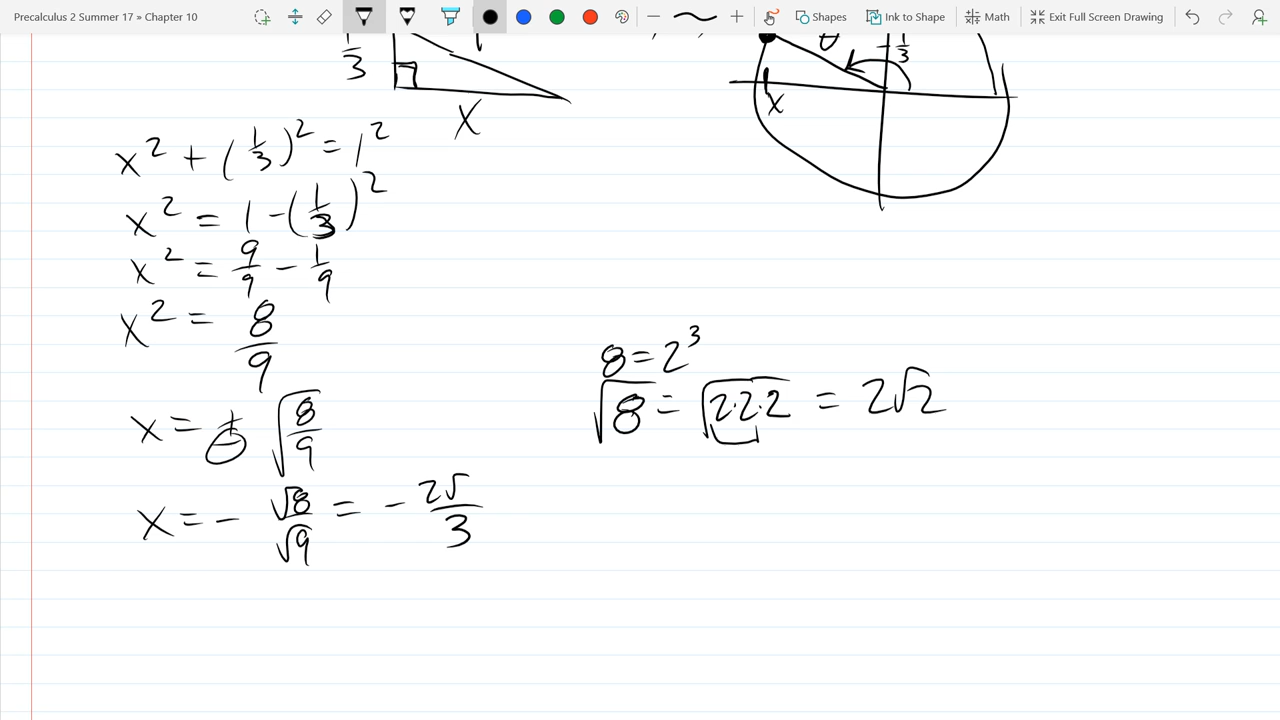 Precalculus 2 Summer 17 » Chapter 10
Shapes Ink to Shape Math Exit Full Screen Drawing
1/3
x
θ
1/3
x
x² + (1/3)² = 1²
x² = 1 - (1/3)²
x² = 9/9 - 1/9
x² = 8/9
x = ± √(8/9)
x = - √8/√9 = - 2√/3
8 = 2³
√8 = √2·2·2 = 2√2